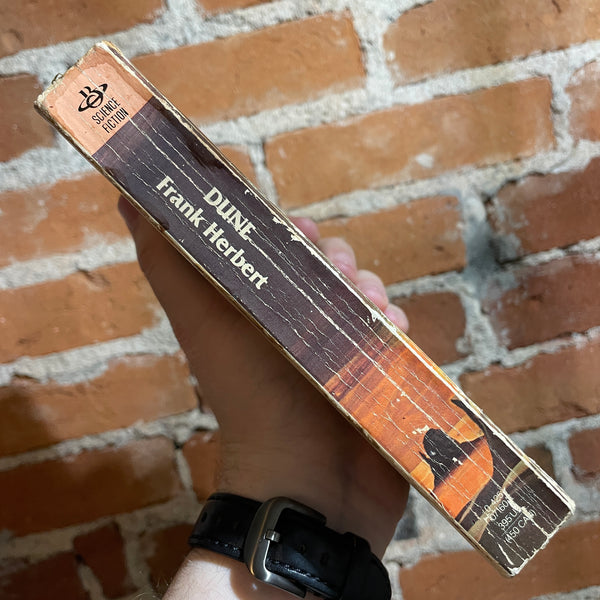 SCIENCE
FICTION
DUNE
Frank Herbert